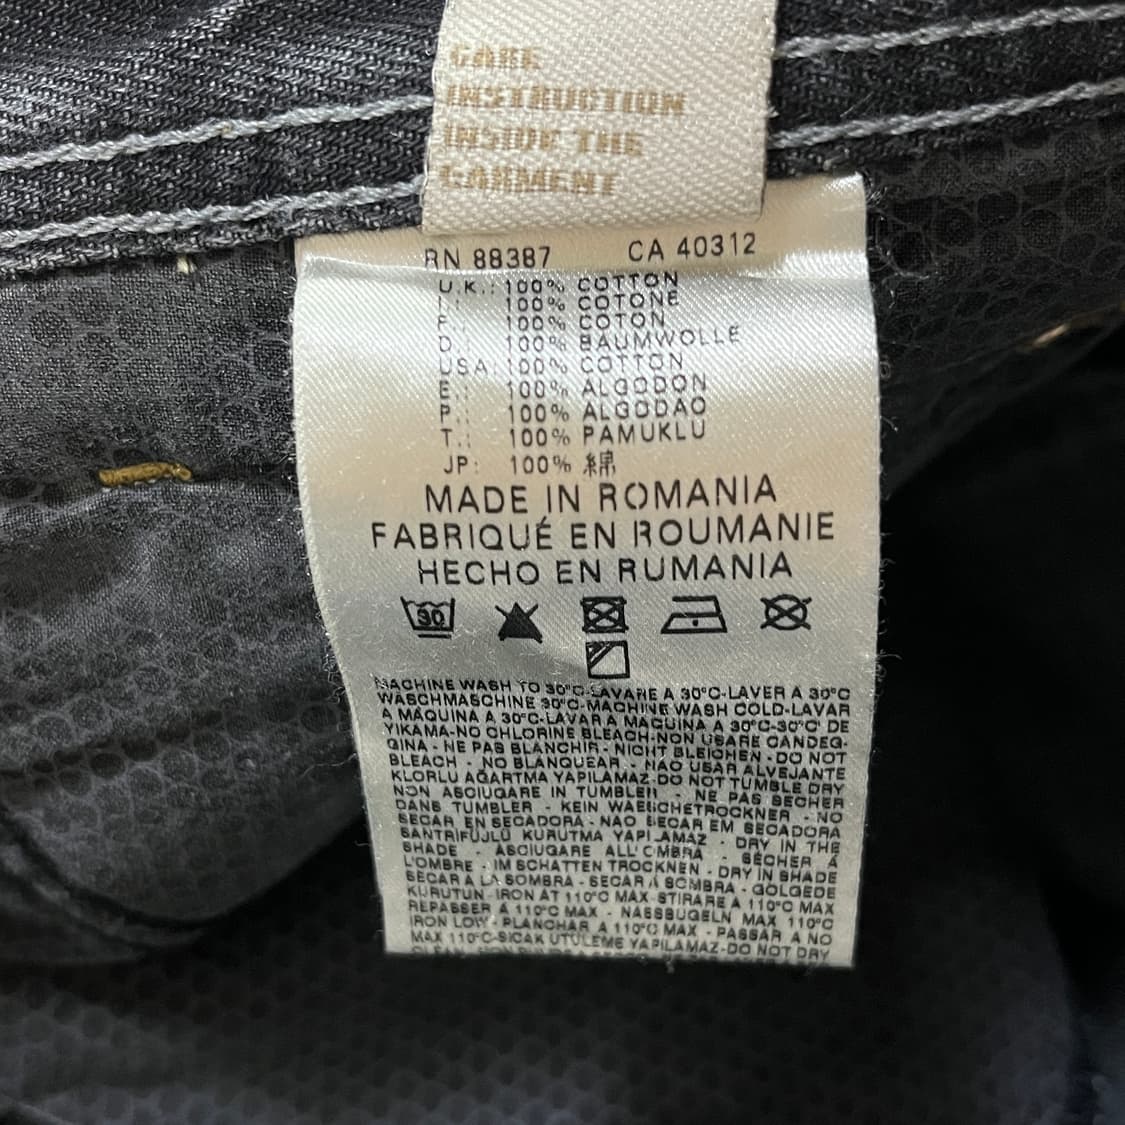 CARE
INSTRUCTION
INSIDE THE
GARMENT
RN 88387 CA 40312
U.K.: 100% COTTON
I.: 100% COTONE
F.: 100% COTON
D.: 100% BAUMWOLLE
USA: 100% COTTON
E.: 100% ALGODON
P.: 100% ALGODAO
T.: 100% PAMUKLU
JP: 100% 綿
MADE IN ROMANIA
FABRIQUÉ EN ROUMANIE
HECHO EN RUMANIA
30
MACHINE WASH TO 30°C-LAVARE A 30°C-LAVER A 30°C
WASCHMASCHINE 30°C-MACHINE WASH COLD-LAVAR
A MÁQUINA A 30°C-LAVAR A MAQUINA A 30°C-30°C' DE
YIKAMA-NO CHLORINE BLEACH-NON USARE CANDEG-
GINA - NE PAS BLANCHIR - NICHT BLEICHEN - DO NOT
BLEACH - NO BLANQUEAR - NAO USAR ALVEJANTE
KLORLU AĞARTMA YAPILAMAZ-DO NOT TUMBLE DRY
NON ASCIUGARE IN TUMBLER - NE PAS SECHER
DANS TUMBLER - KEIN WAESCHETROCKNER - NO
SECAR EN SECADORA - NAO SECAR EM SECADORA
SANTRİFÜJLÜ KURUTMA YAPILAMAZ - DRY IN THE
SHADE - ASCIUGARE ALL'OMBRA - SÉCHER Á
L'OMBRE - IM SCHATTEN TROCKNEN - DRY IN SHADE
SECAR A LA SOMBRA - SECAR Á SOMBRA - GÖLGEDE
KURUTUN - IRON AT 110°C MAX - STIRARE A 110°C MAX
REPASSER Á 110°C MAX - NASSBUGELN MAX 110°C
IRON LOW - PLANCHAR A 110°C MAX - PASSAR A NO
MAX 110°C-SICAK ÜTÜLEME YAPILAMAZ-DO NOT DRY
CLEAN